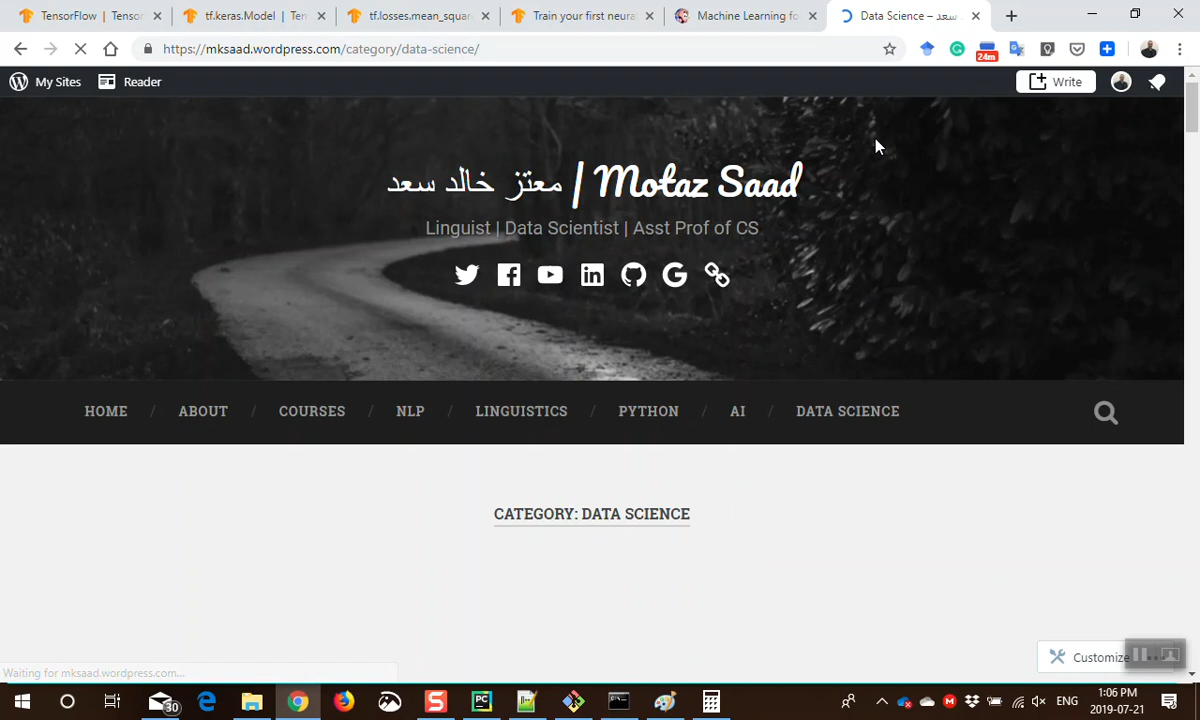 TensorFlow | Tensor
tf.keras.Model | Ten
tf.losses.mean_squar
Train your first neura
Machine Learning fo
Data Science – سعد
https://mksaad.wordpress.com/category/data-science/
24m
My Sites
Reader
Write
معتز خالد سعد | Motaz Saad
Linguist | Data Scientist | Asst Prof of CS
HOME / ABOUT / COURSES / NLP / LINGUISTICS / PYTHON / AI / DATA SCIENCE
CATEGORY: DATA SCIENCE
Customize
Waiting for mksaad.wordpress.com...
30
ENG
1:06 PM
2019-07-21